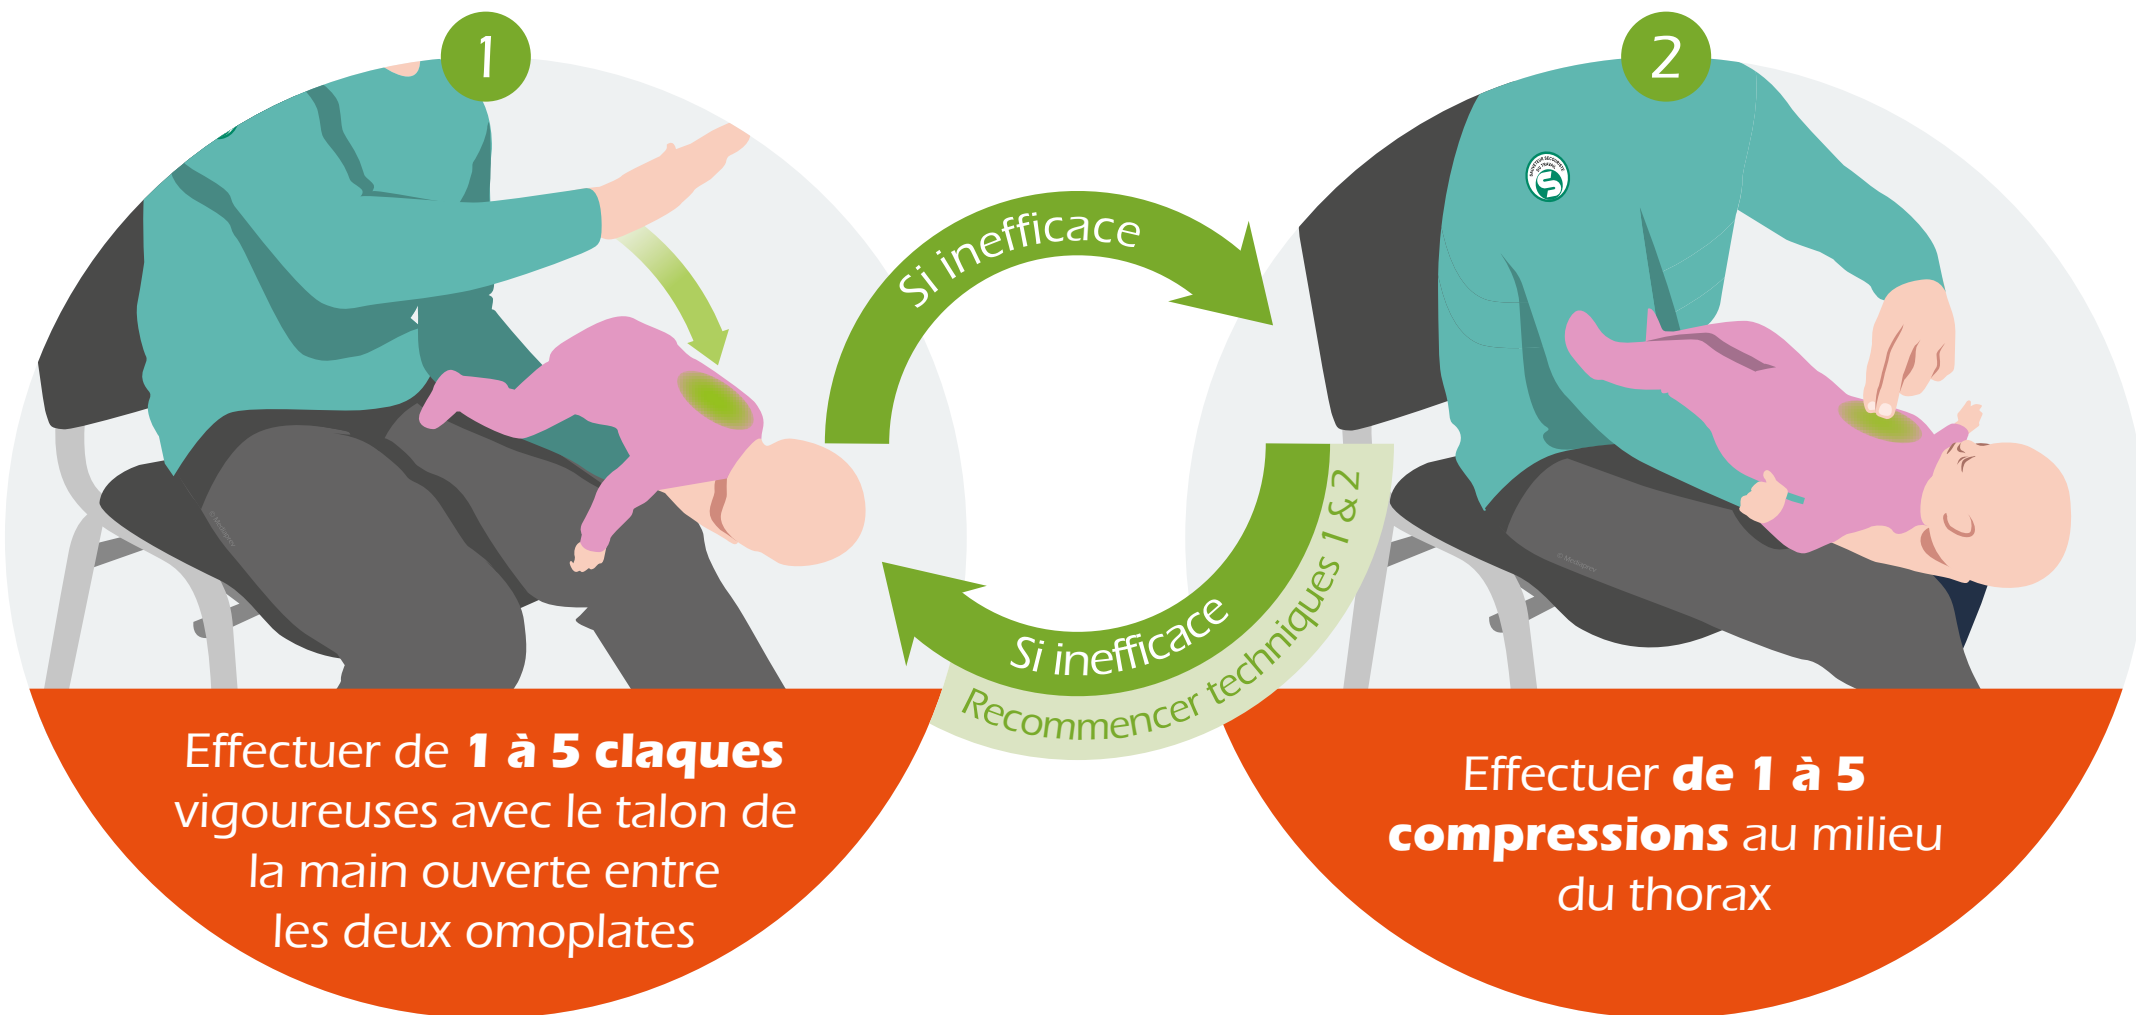 1
2
Si inefficace
Si inefficace
Recommencer techniques 1 & 2
Effectuer de 1 à 5 claques
vigoureuses avec le talon de
la main ouverte entre
les deux omoplates
Effectuer de 1 à 5
compressions au milieu
du thorax